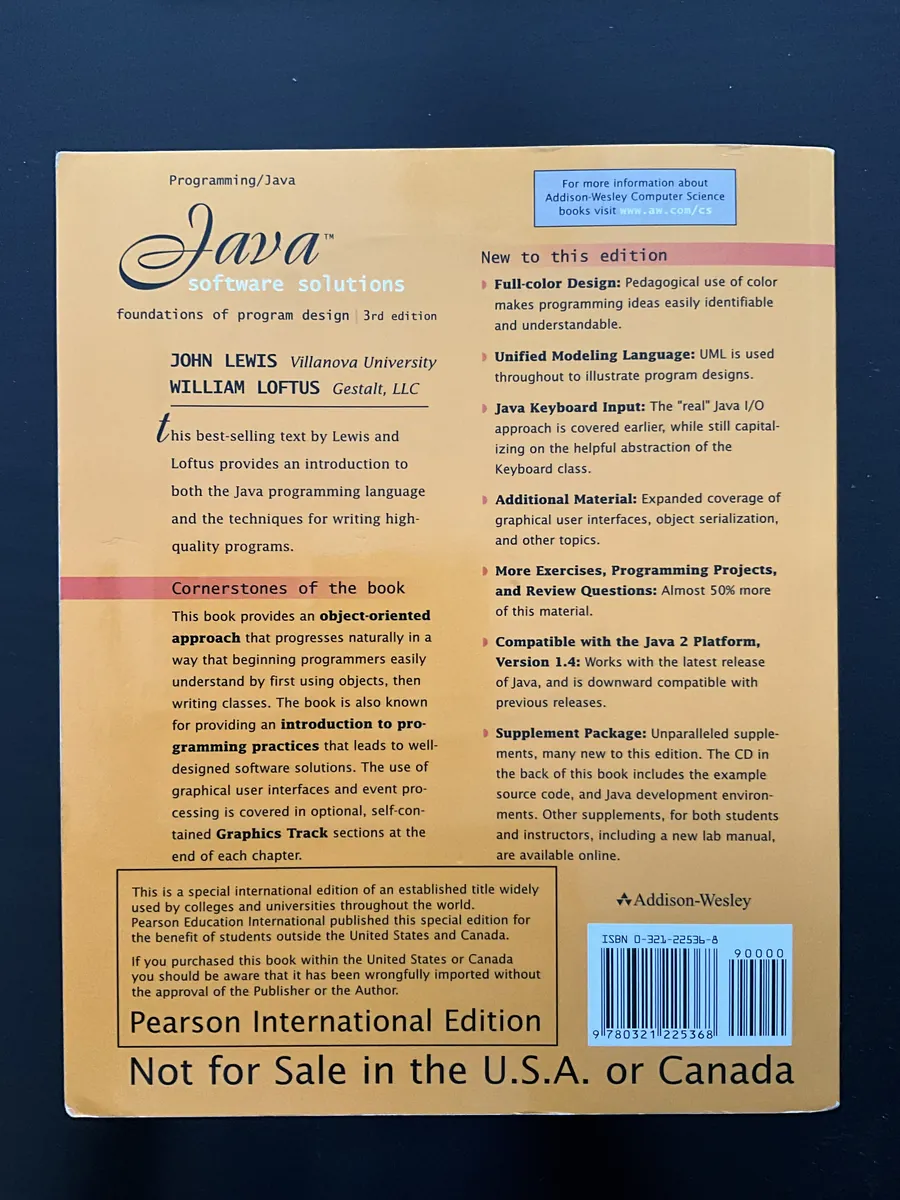 Programming/Java
Java™
software solutions
foundations of program design | 3rd edition
JOHN LEWIS Villanova University
WILLIAM LOFTUS Gestalt, LLC
this best-selling text by Lewis and
Loftus provides an introduction to
both the Java programming language
and the techniques for writing high-
quality programs.
Cornerstones of the book
This book provides an object-oriented
approach that progresses naturally in a
way that beginning programmers easily
understand by first using objects, then
writing classes. The book is also known
for providing an introduction to pro-
gramming practices that leads to well-
designed software solutions. The use of
graphical user interfaces and event pro-
cessing is covered in optional, self-con-
tained Graphics Track sections at the
end of each chapter.
For more information about
Addison-Wesley Computer Science
books visit www.aw.com/cs
New to this edition
Full-color Design: Pedagogical use of color
makes programming ideas easily identifiable
and understandable.
Unified Modeling Language: UML is used
throughout to illustrate program designs.
Java Keyboard Input: The "real" Java I/O
approach is covered earlier, while still capital-
izing on the helpful abstraction of the
Keyboard class.
Additional Material: Expanded coverage of
graphical user interfaces, object serialization,
and other topics.
More Exercises, Programming Projects,
and Review Questions: Almost 50% more
of this material.
Compatible with the Java 2 Platform,
Version 1.4: Works with the latest release
of Java, and is downward compatible with
previous releases.
Supplement Package: Unparalleled supple-
ments, many new to this edition. The CD in
the back of this book includes the example
source code, and Java development environ-
ments. Other supplements, for both students
and instructors, including a new lab manual,
are available online.
This is a special international edition of an established title widely
used by colleges and universities throughout the world.
Pearson Education International published this special edition for
the benefit of students outside the United States and Canada.
If you purchased this book within the United States or Canada
you should be aware that it has been wrongfully imported without
the approval of the Publisher or the Author.
Pearson International Edition
Addison-Wesley
ISBN 0-321-22536-8
90000
9 780321 225368
Not for Sale in the U.S.A. or Canada